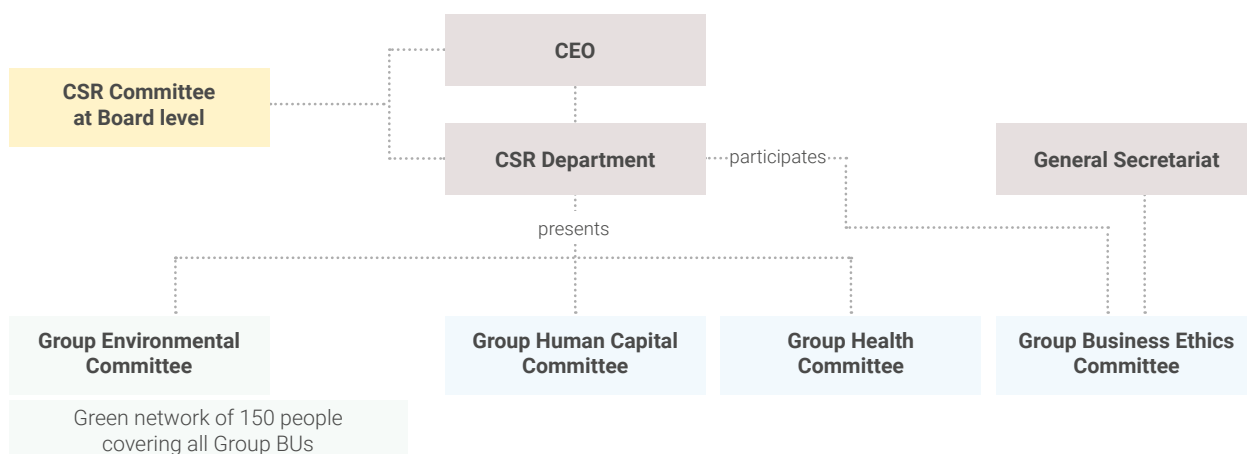 CEO
CSR Committee
at Board level
CSR Department
participates
General Secretariat
presents
Group Environmental
Committee
Group Human Capital
Committee
Group Health
Committee
Group Business Ethics
Committee
Green network of 150 people
covering all Group BUs